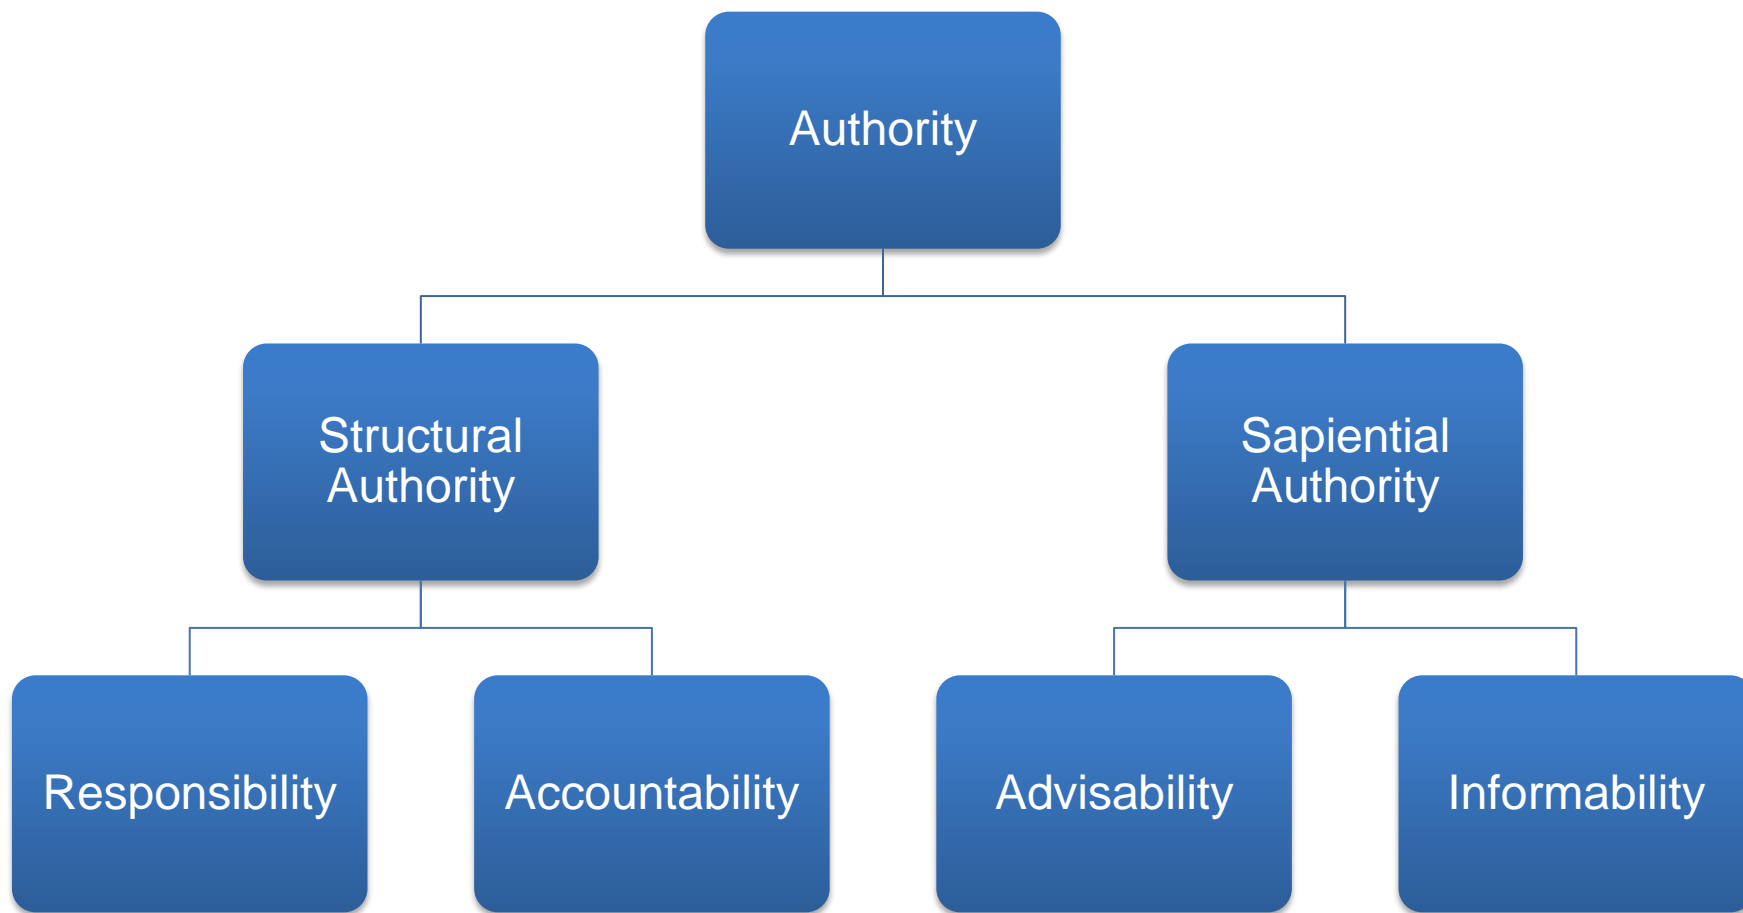 Authority
Structural
Authority
Sapiential
Authority
Responsibility
Accountability
Advisability
Informability